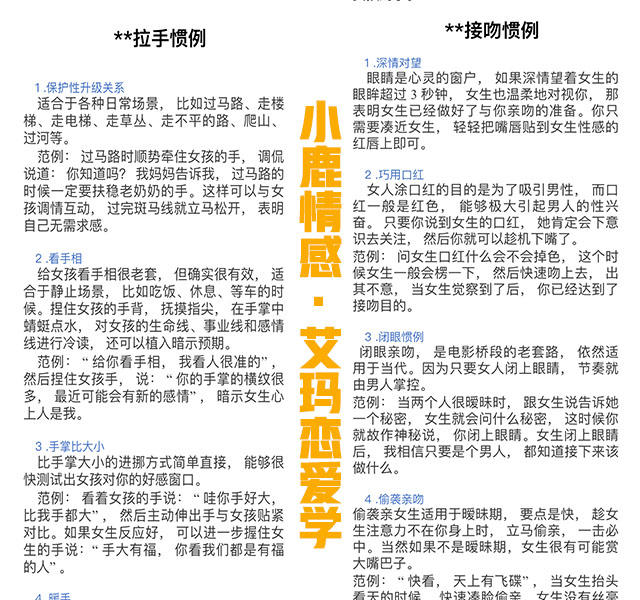 **拉手惯例
1.保护性升级关系
适合于各种日常场景， 比如过马路、走楼
梯、走电梯、走草丛、走不平的路、爬山、
过河等。
范例： 过马路时顺势牵住女孩的手， 调侃
说道： 你知道吗？ 我妈妈告诉我， 过马路的
时候一定要扶稳老奶奶的手。这样可以与女
孩调情互动， 过完斑马线就立马松开， 表明
自己无需求感。
2.看手相
给女孩看手相很老套， 但确实很有效， 适
合于静止场景， 比如吃饭、休息、等车的时
候。捏住女孩的手背， 抚摸指尖， 在手掌中
蜻蜓点水， 对女孩的生命线、事业线和感情
线进行冷读， 还可以植入暗示预期。
范例： “ 给你看手相， 我看人很准的” ，
然后捏住女孩手， 说： “ 你的手掌的横纹很
多， 最近可能会有新的感情” ， 暗示女生心
上人是我。
3.手掌比大小
比手掌大小的进挪方式简单直接， 能够很
快测试出女孩对你的好感窗口。
范例： 看着女孩的手说： “ 哇你手好大，
比我手都大” ， 然后主动伸出手与女孩贴紧
对比。如果女生反应好， 可以进一步握住女
生的手说：“ 手大有福， 你看我们都是有福
的人” 。
4.暖手
小鹿情感·艾玛恋爱学
**接吻惯例
1.深情对望
眼睛是心灵的窗户， 如果深情望着女生的
眼眸超过 3 秒钟， 女生也温柔地对视你， 那
表明女生已经做好了与你亲吻的准备。你只
需要凑近女生， 轻轻把嘴唇贴到女生性感的
红唇上即可。
2.巧用口红
女人涂口红的目的是为了吸引男性， 而口
红一般是红色， 能够极大引起男人的性兴
奋。 只要你说到女生的口红， 她肯定会下意
识去关注， 然后你就可以趁机下嘴了。
范例： 问女生口红什么会不会掉色， 这个时
候女生一般会楞一下， 然后快速吻上去， 出
其不意， 当女生觉察到了后， 你已经达到了
接吻目的。
3.闭眼惯例
闭眼亲吻， 是电影桥段的老套路， 依然适
用于当代。因为只要女人闭上眼睛， 节奏就
由男人掌控。
范例： 当两个人很暧昧时， 跟女生说告诉她
一个秘密， 女生就会问什么秘密， 这时候你
就故作神秘说， 你闭上眼睛。女生闭上眼睛
后， 我相信只要是个男人， 都知道接下来该
做什么。
4.偷袭亲吻
偷袭亲女生适用于暧昧期， 要点是快， 趁女
生注意力不在你身上时， 立马偷亲， 一击必
中。当然如果不是暧昧期， 女生很有可能赏
大嘴巴子。
范例： “ 快看， 天上有飞碟” ， 当女生抬头
看天的时候， 快速凑脸偷亲， 女生没有丝毫